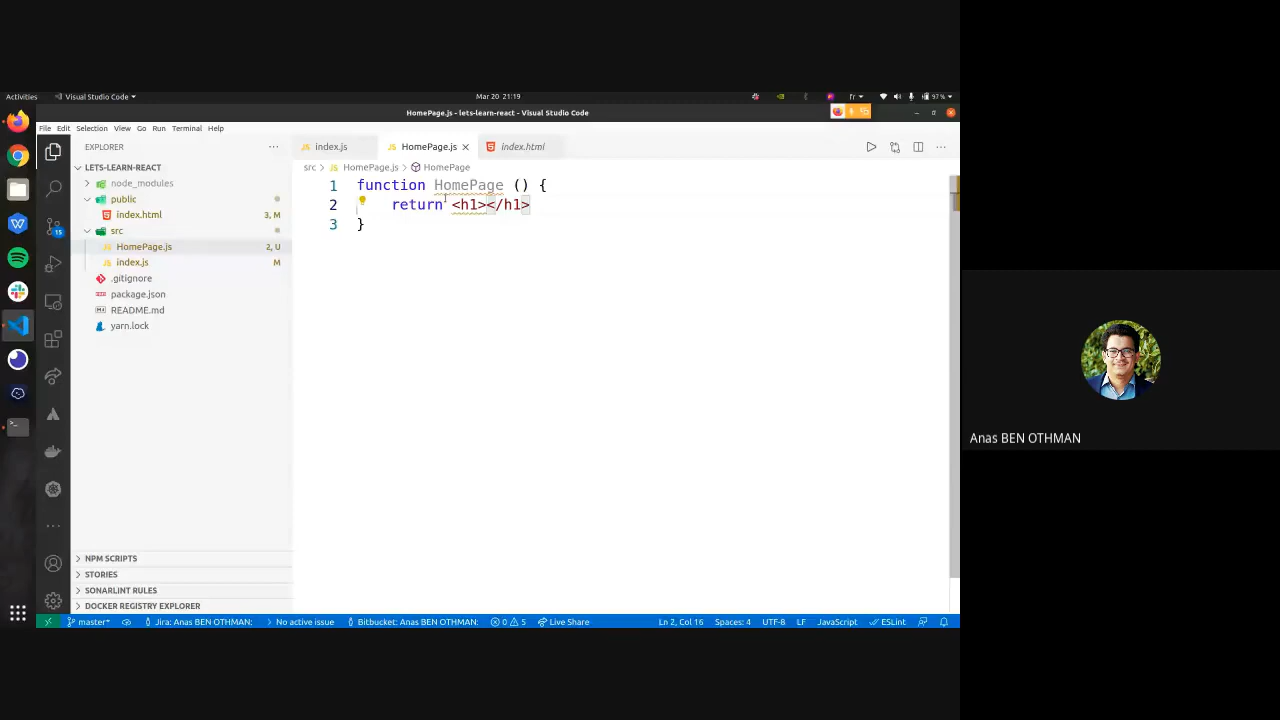 Activities
Visual Studio Code
Mar 20 21:19
fr
97 %
HomePage.js - lets-learn-react - Visual Studio Code
File Edit Selection View Go Run Terminal Help
EXPLORER
index.js
HomePage.js
index.html
LETS-LEARN-REACT
src
HomePage.js
HomePage
node_modules
public
index.html 3, M
src
HomePage.js 2, U
index.js M
.gitignore
package.json
README.md
yarn.lock
15
1 function HomePage () {
2 return <h1></h1>
3 }
Anas BEN OTHMAN
NPM SCRIPTS
STORIES
SONARLINT RULES
DOCKER REGISTRY EXPLORER
master* Jira: Anas BEN OTHMAN: No active issue Bitbucket: Anas BEN OTHMAN: 0 5 Live Share Ln 2, Col 16 Spaces: 4 UTF-8 LF JavaScript ESLint